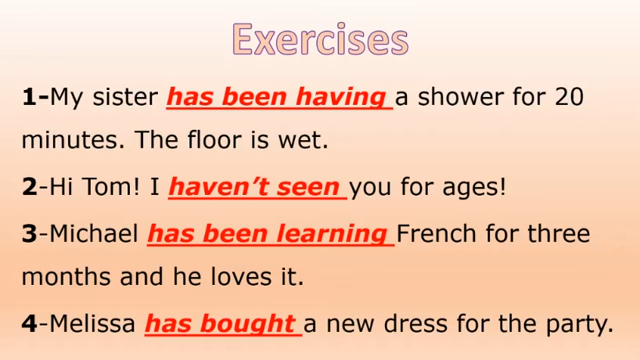 Exercises
1-My sister has been having a shower for 20
minutes. The floor is wet.
2-Hi Tom! I haven’t seen you for ages!
3-Michael has been learning French for three
months and he loves it.
4-Melissa has bought a new dress for the party.